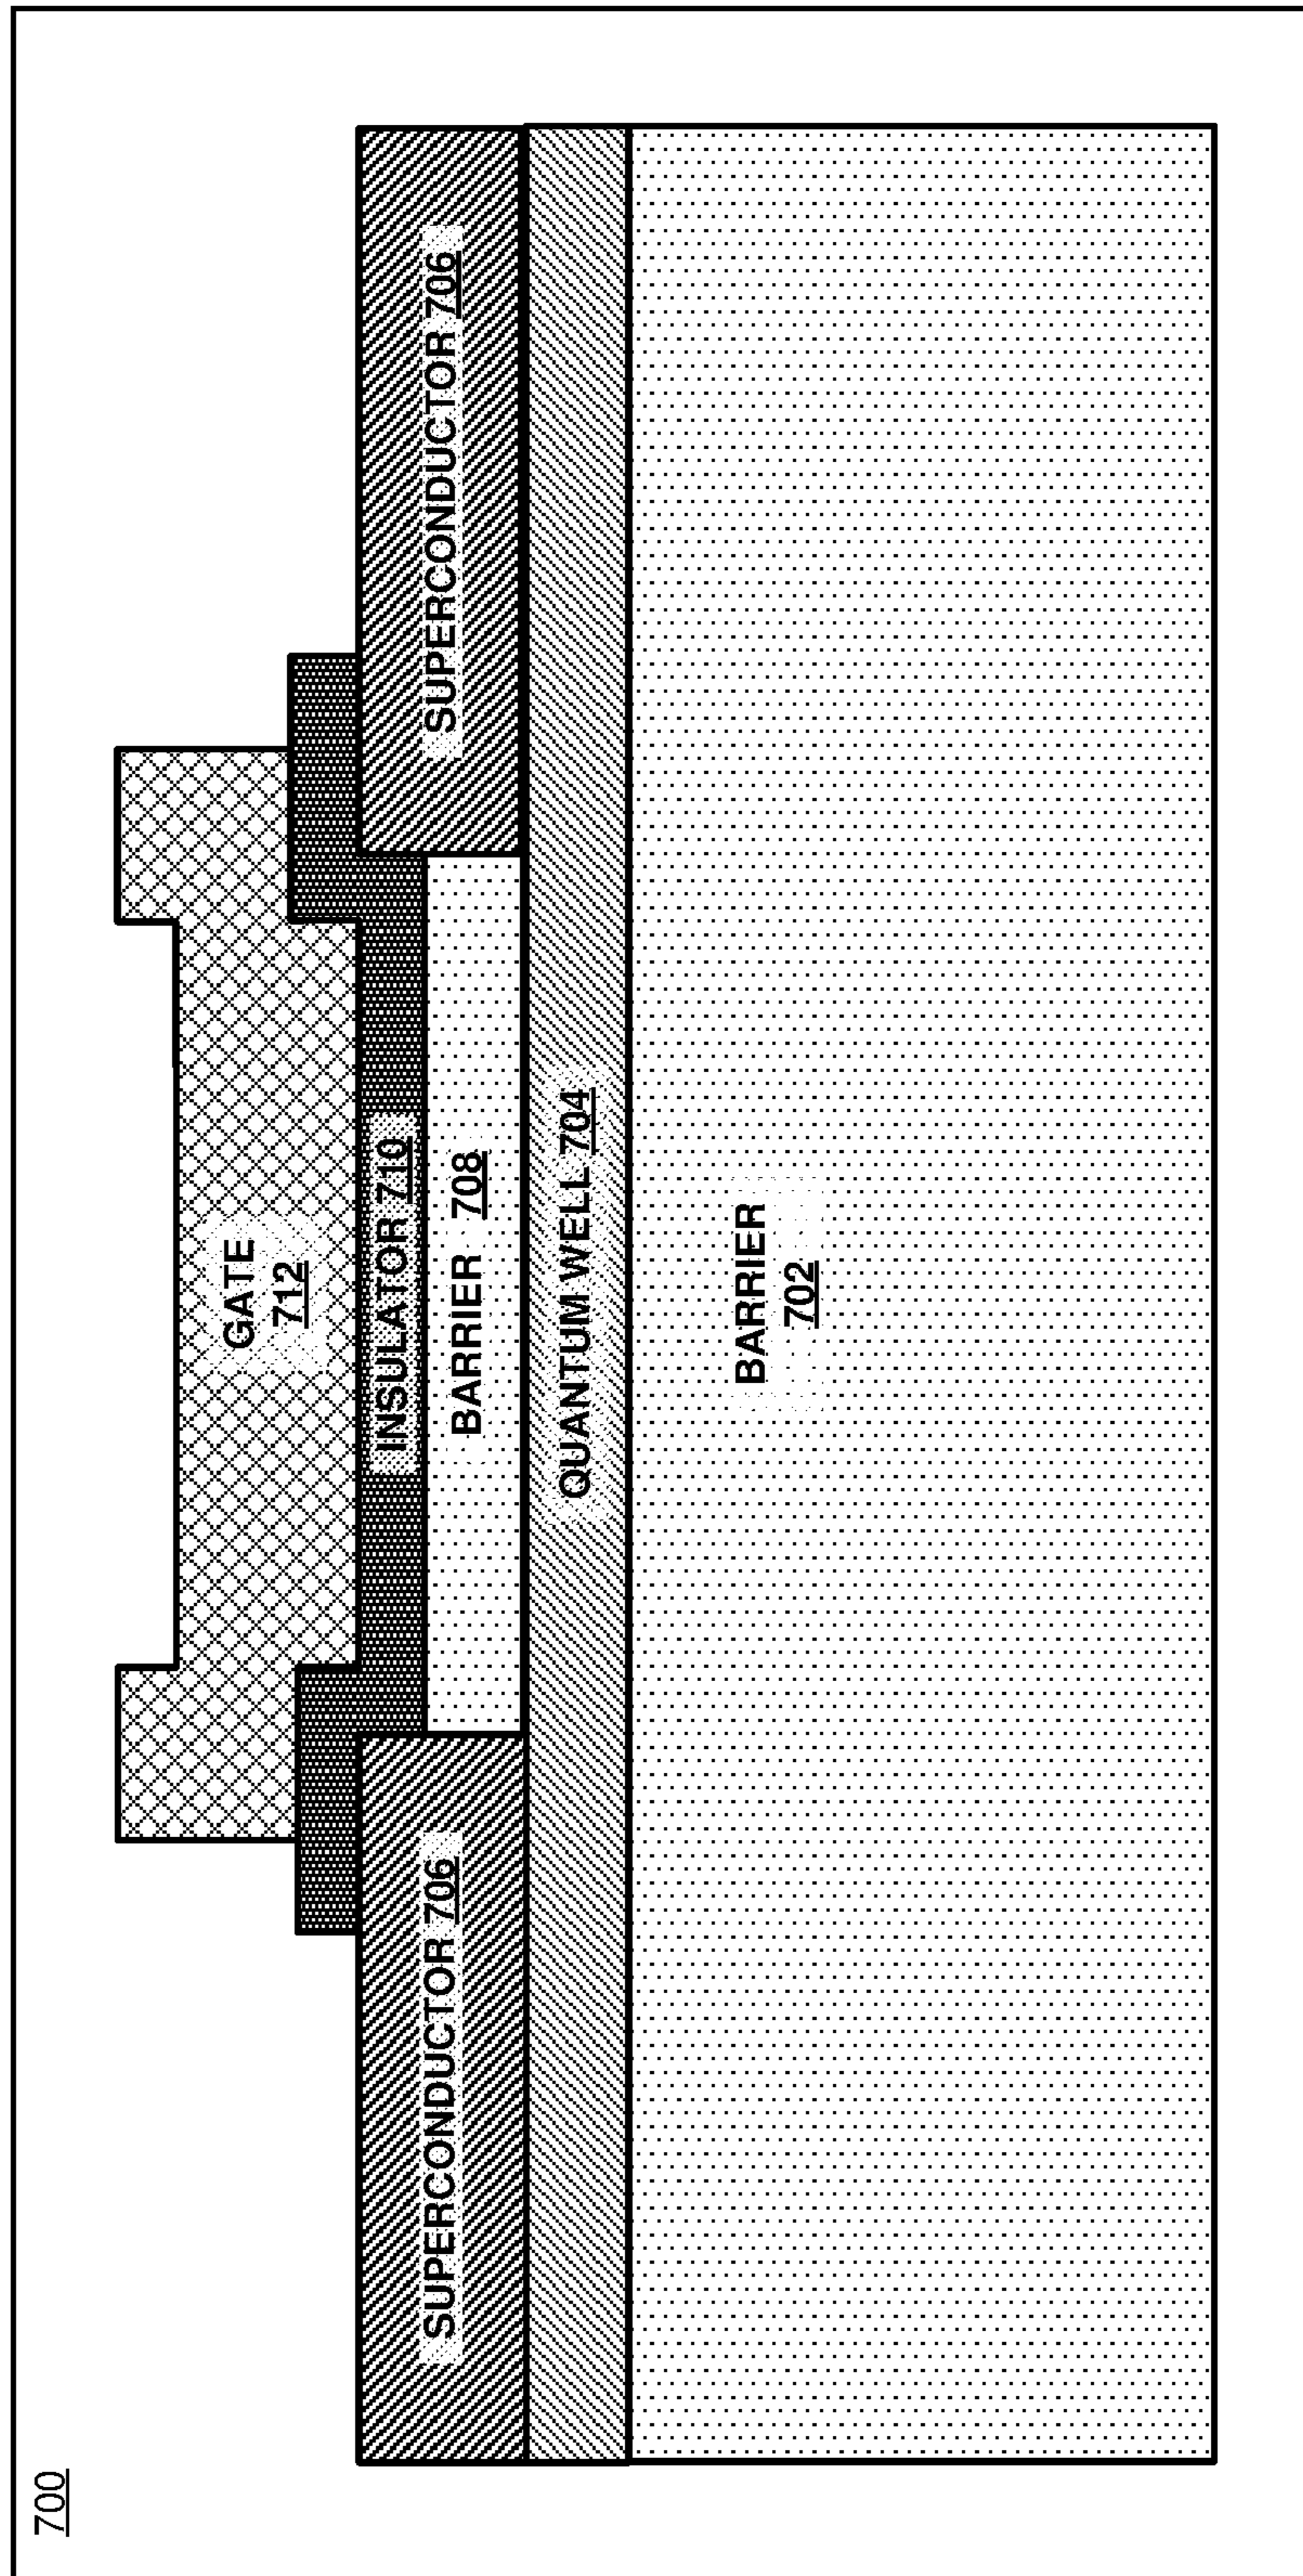 700
GATE
712
INSULATOR 710
BARRIER 708
SUPERCONDUCTOR 706
SUPERCONDUCTOR 706
QUANTUM WELL 704
BARRIER
702